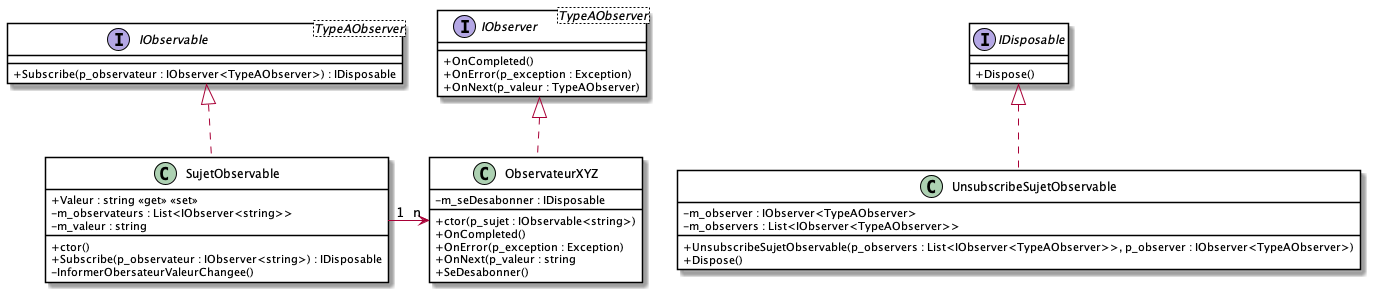 I IObservable
TypeAObserver
+Subscribe(p_observateur : IObserver<TypeAObserver>) : IDisposable
I IObserver
TypeAObserver
+OnCompleted()
+OnError(p_exception : Exception)
+OnNext(p_valeur : TypeAObserver)
I IDisposable
+Dispose()
C SujetObservable
+Valeur : string «get» «set»
-m_observateurs : List<IObserver<string>>
-m_valeur : string
+ctor()
+Subscribe(p_observateur : IObserver<string>) : IDisposable
-InformerObersateurValeurChangee()
1 n
C ObservateurXYZ
-m_seDesabonner : IDisposable
+ctor(p_sujet : IObservable<string>)
+OnCompleted()
+OnError(p_exception : Exception)
+OnNext(p_valeur : string
+SeDesabonner()
C UnsubscribeSujetObservable
-m_observer : IObserver<TypeAObserver>
-m_observers : List<IObserver<TypeAObserver>>
+UnsubscribeSujetObservable(p_observers : List<IObserver<TypeAObserver>>, p_observer : IObserver<TypeAObserver>)
+Dispose()